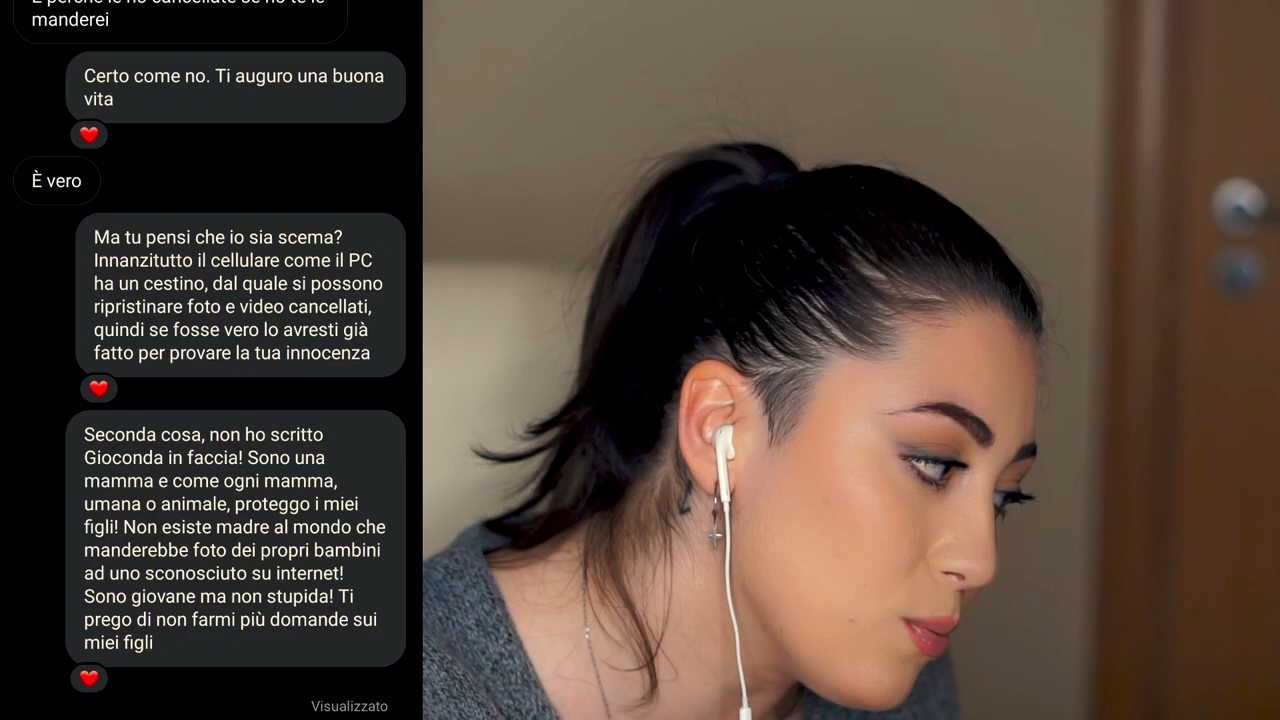 manderei
Certo come no. Ti auguro una buona
vita
È vero
Ma tu pensi che io sia scema?
Innanzitutto il cellulare come il PC
ha un cestino, dal quale si possono
ripristinare foto e video cancellati,
quindi se fosse vero lo avresti già
fatto per provare la tua innocenza
Seconda cosa, non ho scritto
Gioconda in faccia! Sono una
mamma e come ogni mamma,
umana o animale, proteggo i miei
figli! Non esiste madre al mondo che
manderebbe foto dei propri bambini
ad uno sconosciuto su internet!
Sono giovane ma non stupida! Ti
prego di non farmi più domande sui
miei figli
Visualizzato